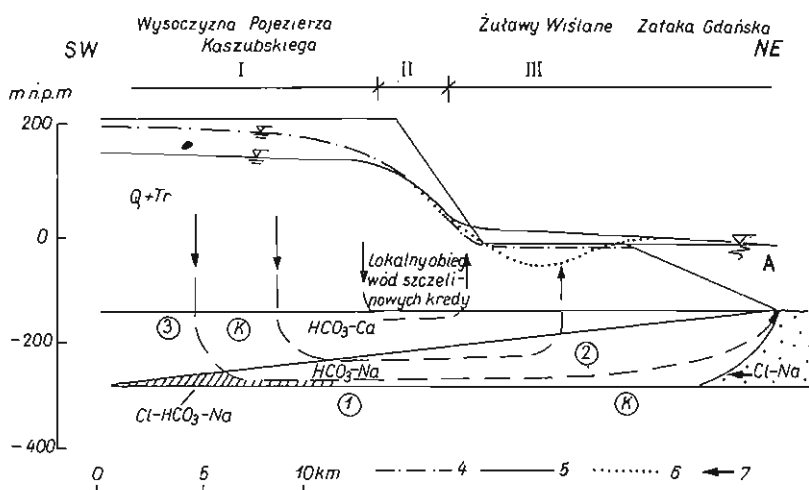 Wysoczyzna Pojezierza
Kaszubskiego
Żuławy Wiślane
Zataka Gdańska
SW
NE
I
II
III
m n.p.m
200
Q+Tr
0
A
Lokalny obieg
wód szczeli-
nowych kredy
HCO₃-Ca
3
K
-200
2
HCO₃-Na
Cl-Na
Cl-HCO₃-Na
1
K
-400
0
5
10km
4
5
6
7